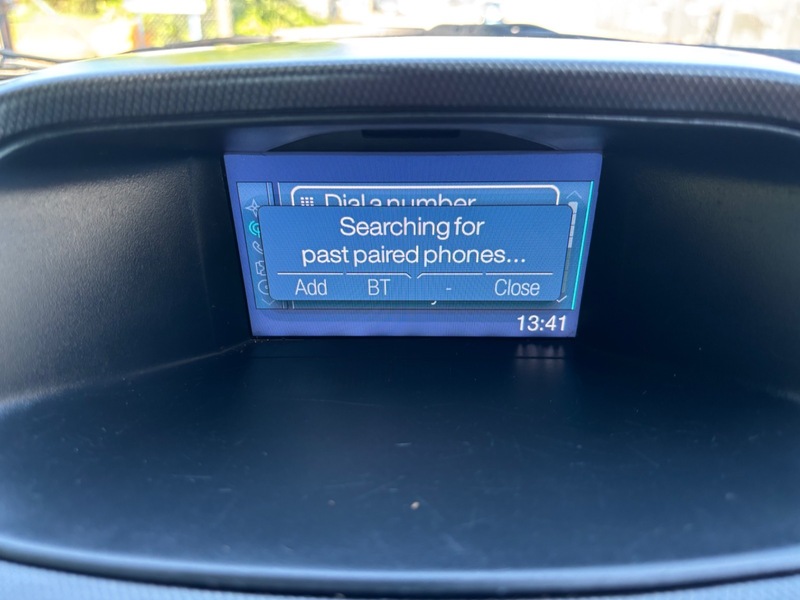 Dial a number
Searching for
past paired phones...
Add BT - Close
13:41